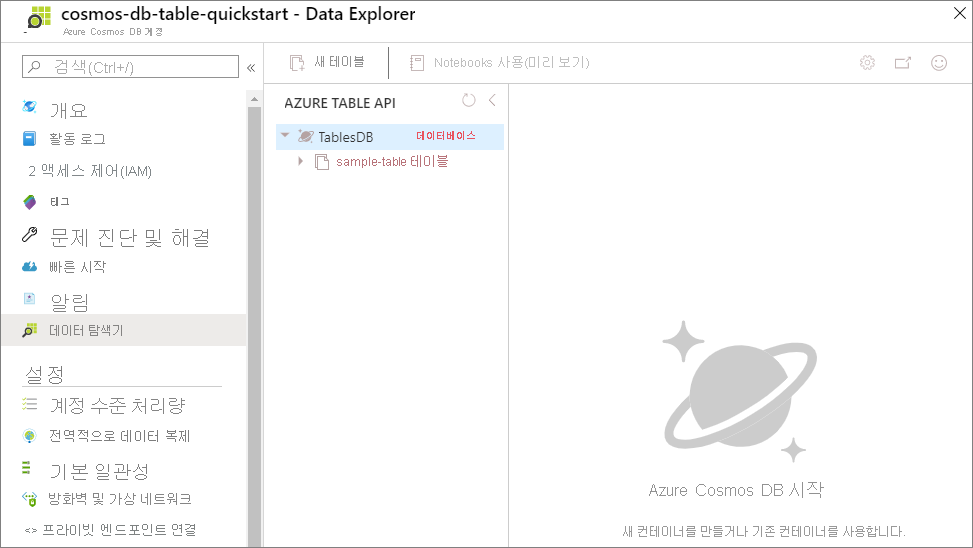 cosmos-db-table-quickstart - Data Explorer
Azure Cosmos DB 계정
검색(Ctrl+/)
개요
활동 로그
2 액세스 제어(IAM)
태그
문제 진단 및 해결
빠른 시작
알림
데이터 탐색기
설정
계정 수준 처리량
전역적으로 데이터 복제
기본 일관성
방화벽 및 가상 네트워크
<> 프라이빗 엔드포인트 연결
새 테이블
Notebooks 사용(미리 보기)
AZURE TABLE API
TablesDB 데이터베이스
sample-table 테이블
Azure Cosmos DB 시작
새 컨테이너를 만들거나 기존 컨테이너를 사용합니다.